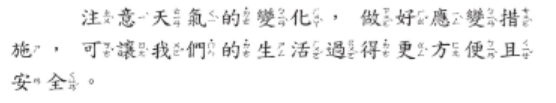 注意天氣的變化，做好應變措
施，可讓我們的生活過得更方便且
安全。